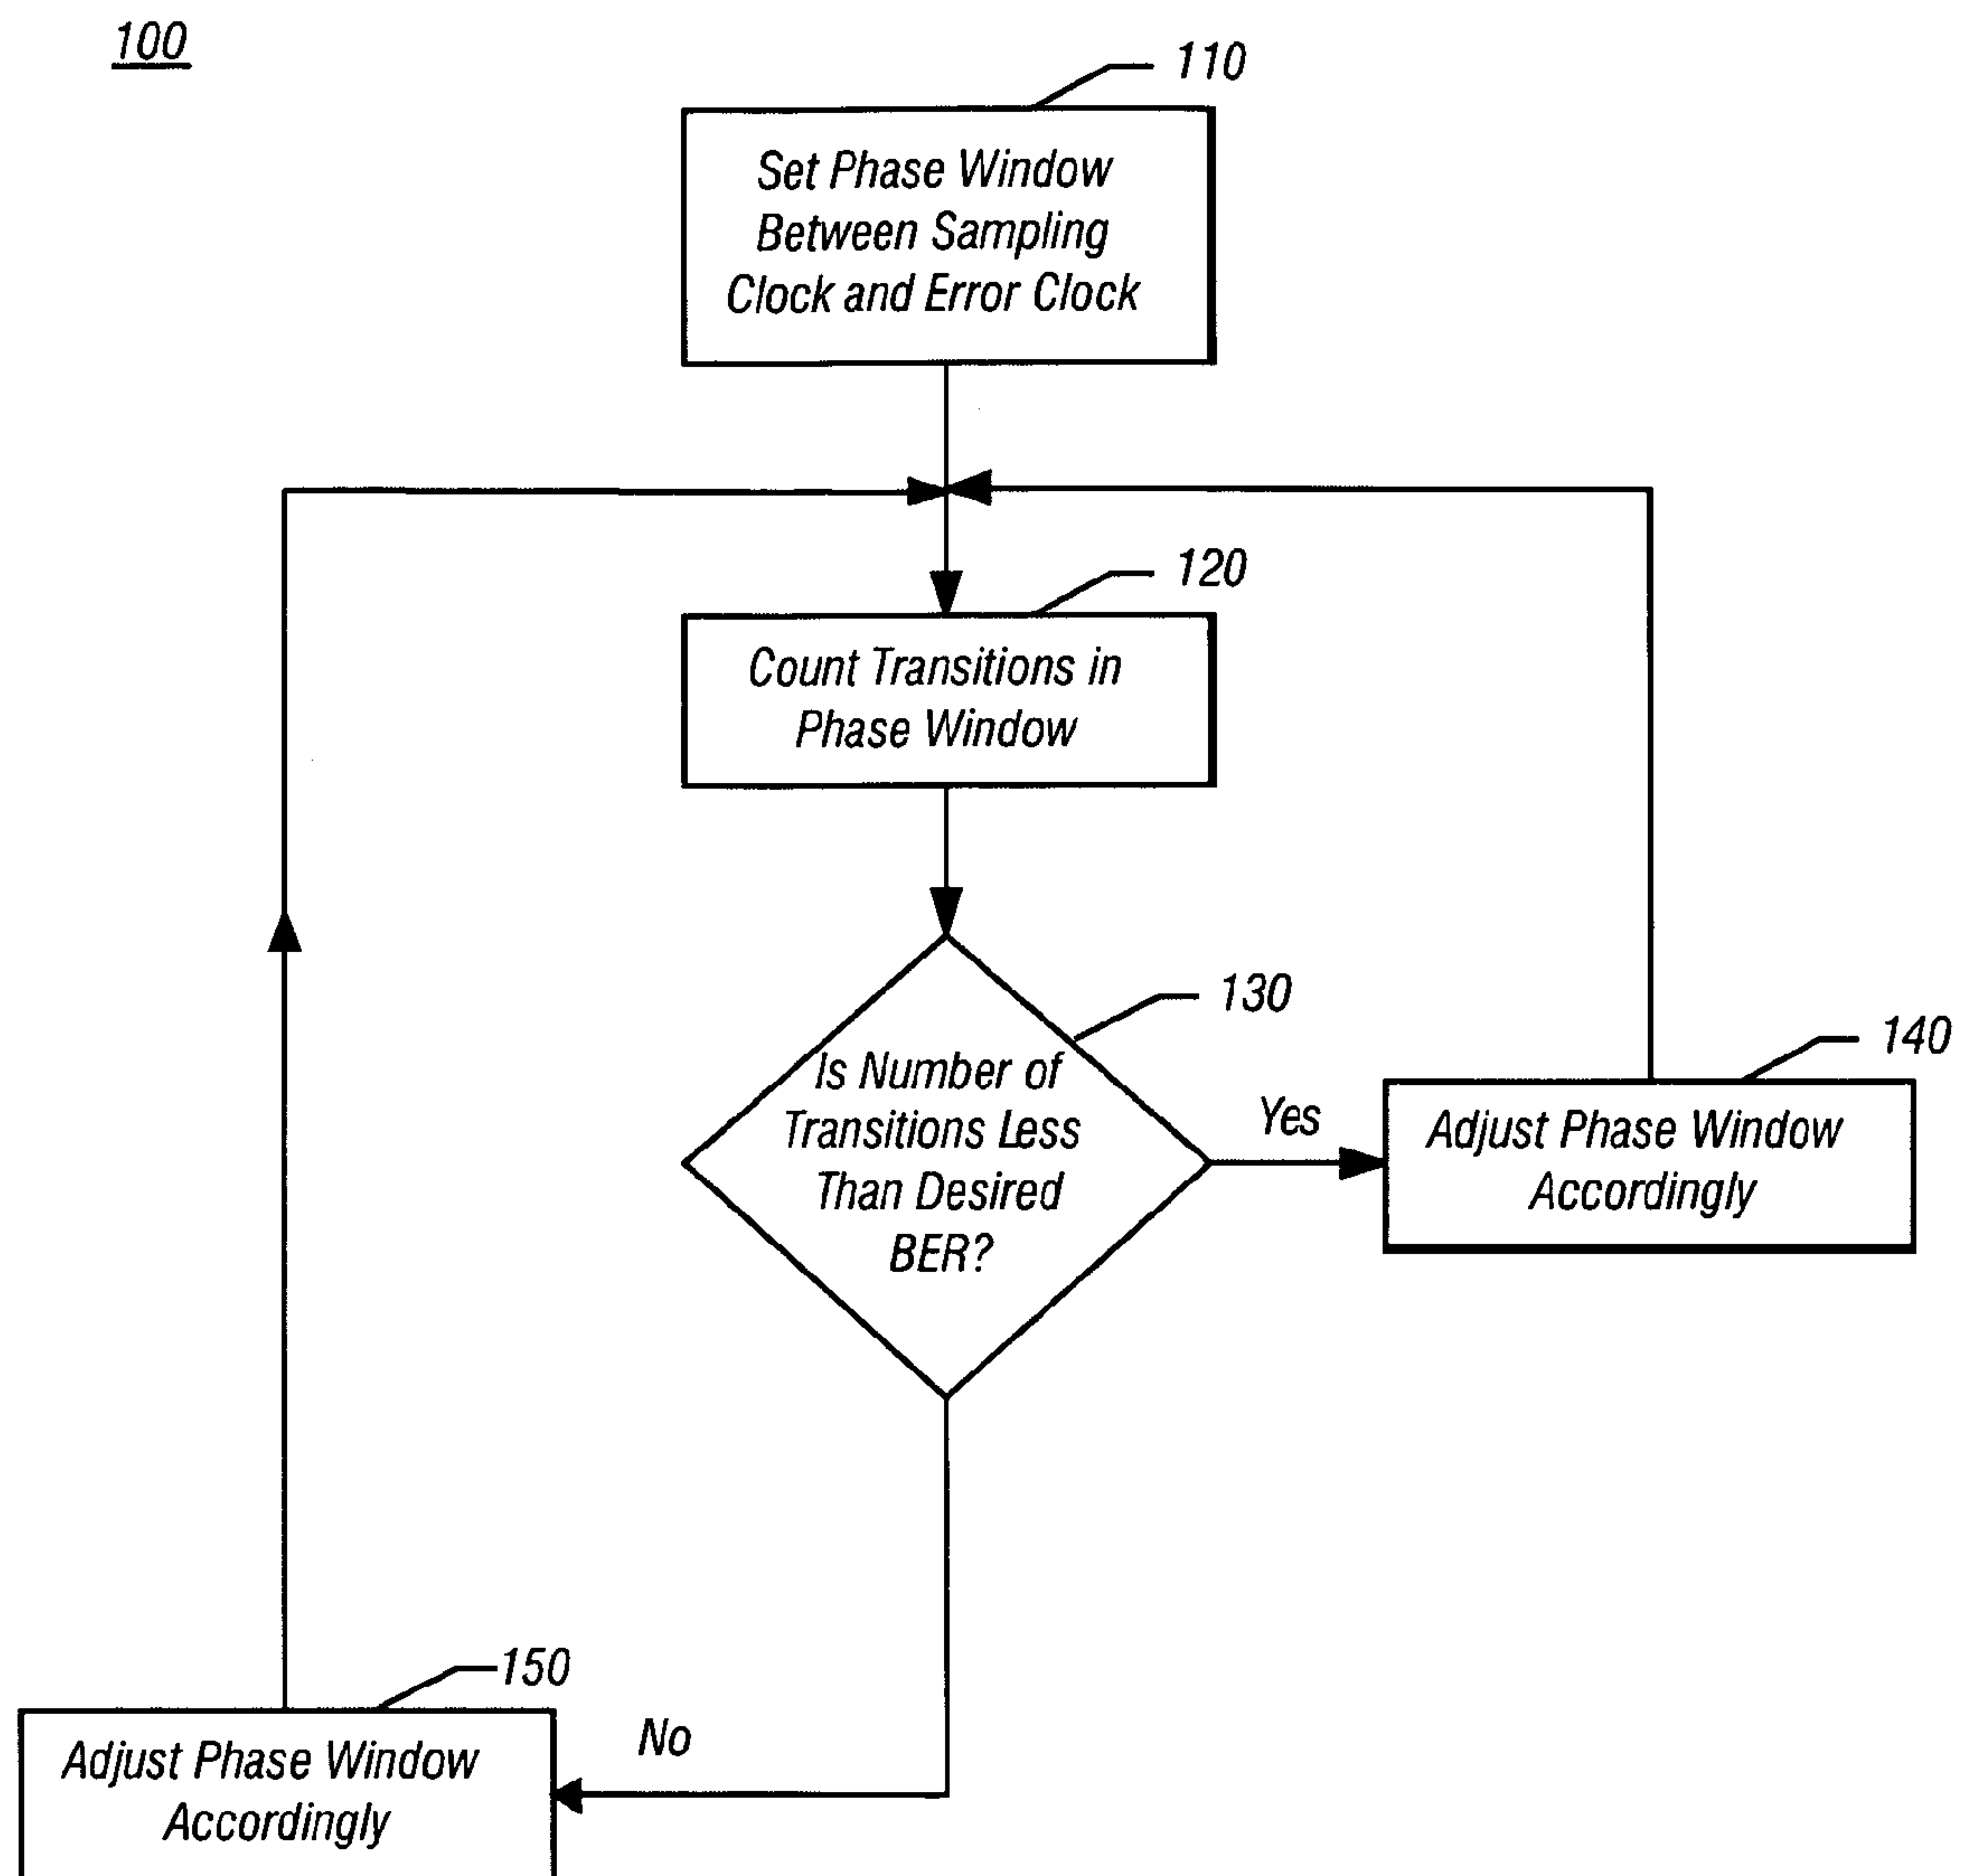 100
110
Set Phase Window
Between Sampling
Clock and Error Clock
120
Count Transitions in
Phase Window
130
Is Number of
Transitions Less
Than Desired
BER?
Yes
140
Adjust Phase Window
Accordingly
150
No
Adjust Phase Window
Accordingly